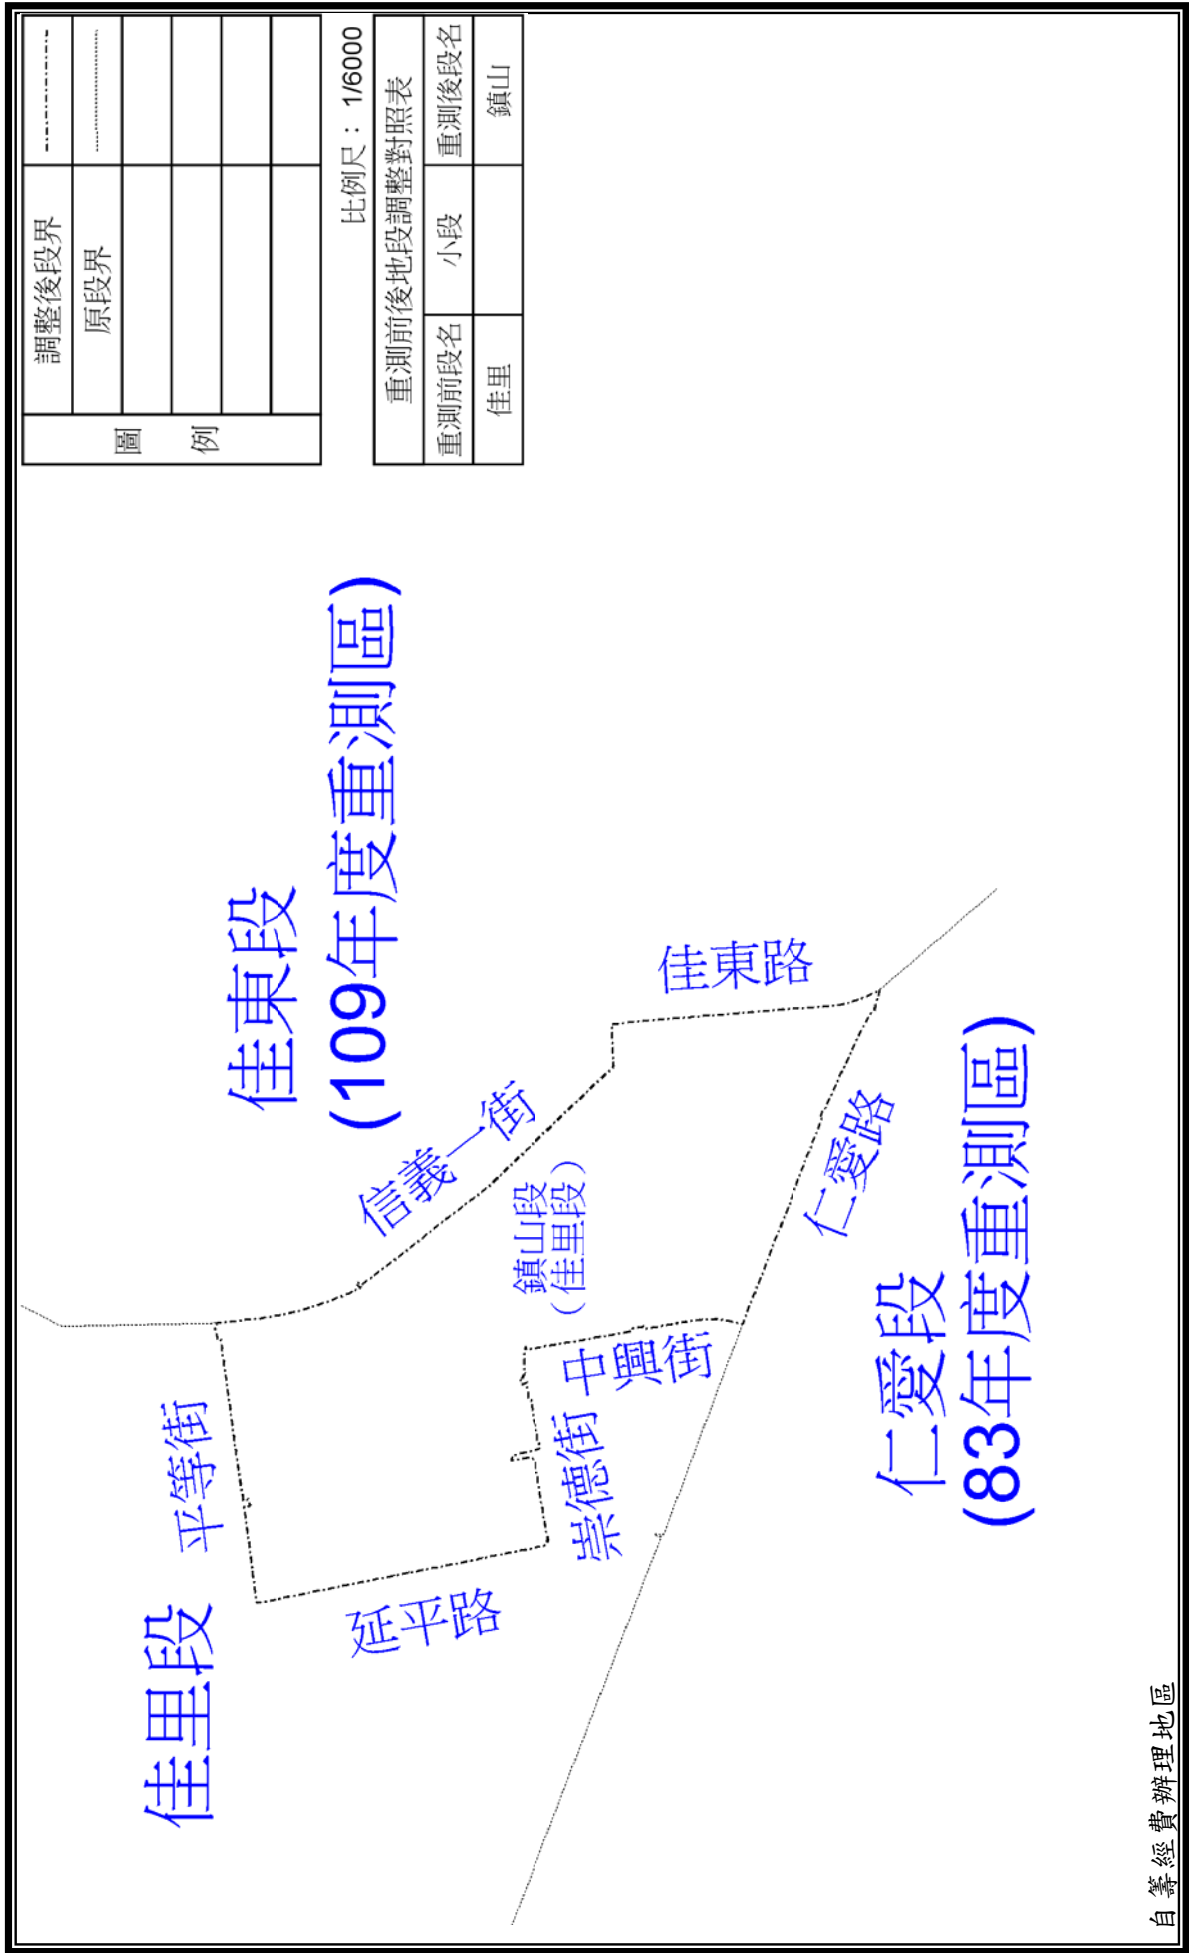 圖例
調整後段界
原段界
比例尺：1/6000
重測前後地段調整對照表
重測前段名 小段 重測後段名
佳里 鎮山
佳東段
(109年度重測區)
佳里段
平等街
信義一街
佳東路
延平路
鎮山段
(佳里段)
崇德街
中興街
仁愛路
仁愛段
(83年度重測區)
自籌經費辦理地區